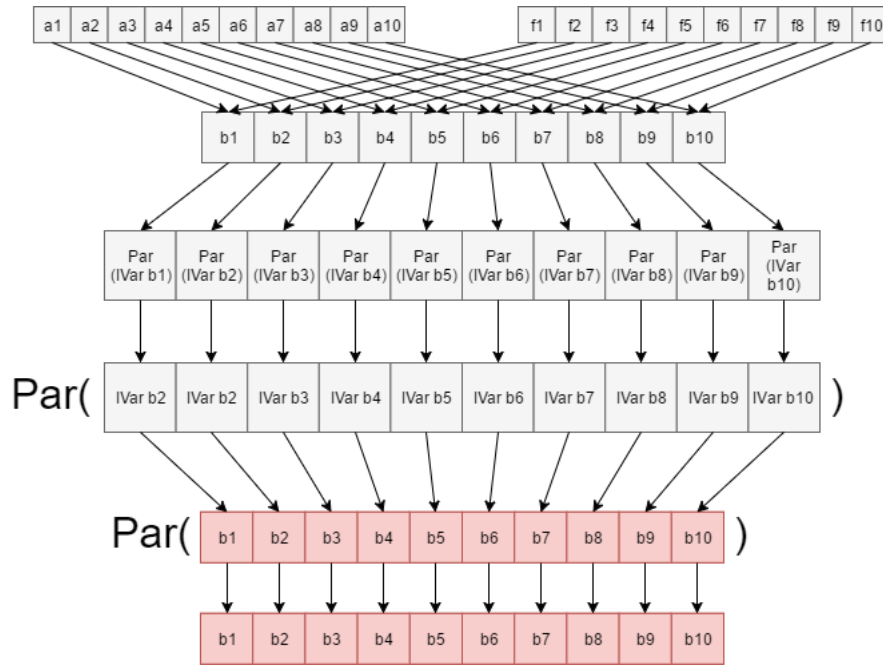 a1 a2 a3 a4 a5 a6 a7 a8 a9 a10 f1 f2 f3 f4 f5 f6 f7 f8 f9 f10
b1 b2 b3 b4 b5 b6 b7 b8 b9 b10
Par (IVar b1) Par (IVar b2) Par (IVar b3) Par (IVar b4) Par (IVar b5) Par (IVar b6) Par (IVar b7) Par (IVar b8) Par (IVar b9) Par (IVar b10)
Par( IVar b2 IVar b2 IVar b3 IVar b4 IVar b5 IVar b6 IVar b7 IVar b8 IVar b9 IVar b10 )
Par( b1 b2 b3 b4 b5 b6 b7 b8 b9 b10 )
b1 b2 b3 b4 b5 b6 b7 b8 b9 b10